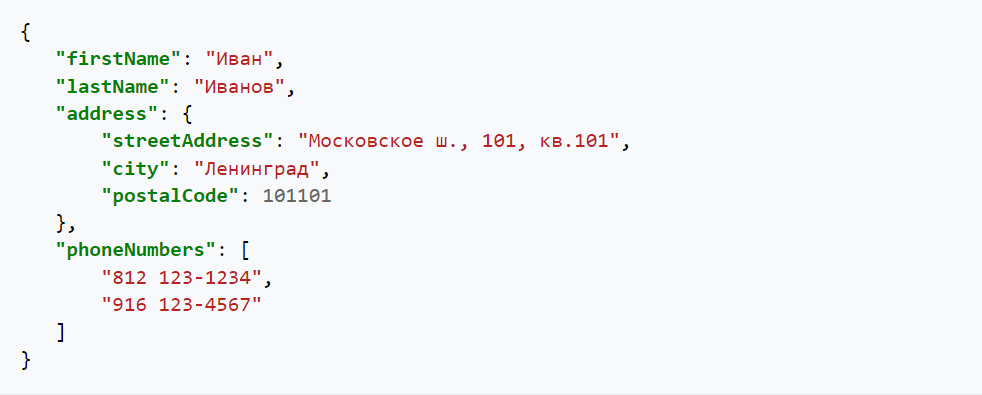 {
   "firstName": "Иван",
   "lastName": "Иванов",
   "address": {
       "streetAddress": "Московское ш., 101, кв.101",
       "city": "Ленинград",
       "postalCode": 101101
   },
   "phoneNumbers": [
       "812 123-1234",
       "916 123-4567"
   ]
}